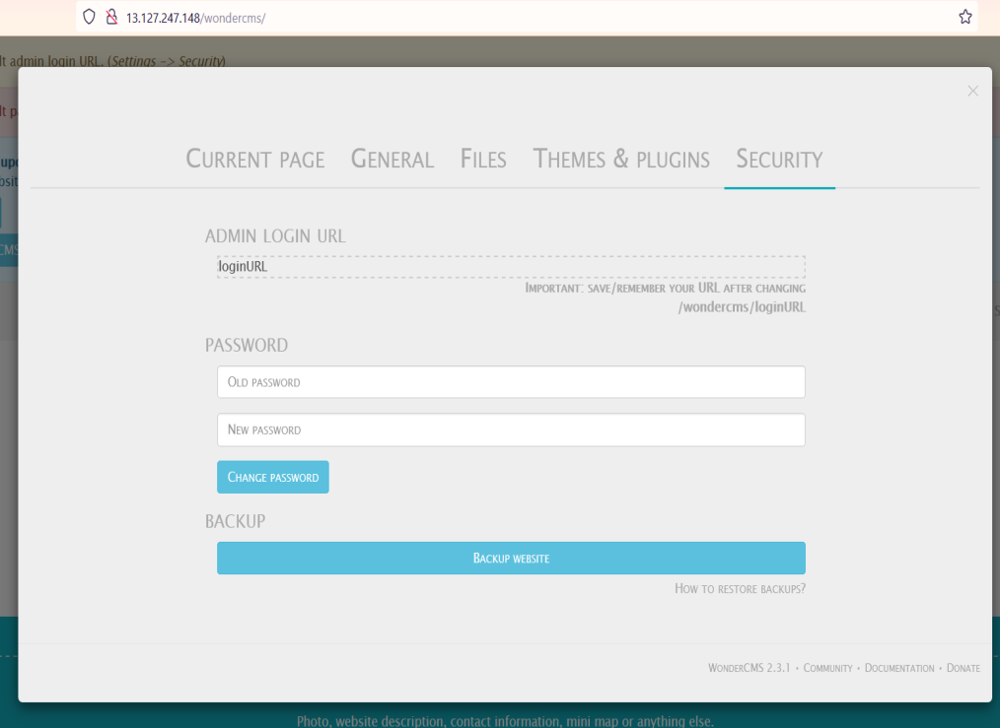 13.127.247.148/wondercms/
lt admin login URL. (Settings -> Security)
×
lt p
CURRENT PAGE GENERAL FILES THEMES & PLUGINS SECURITY
ADMIN LOGIN URL
loginURL
IMPORTANT: SAVE/REMEMBER YOUR URL AFTER CHANGING
/wondercms/loginURL
PASSWORD
OLD PASSWORD
NEW PASSWORD
CHANGE PASSWORD
BACKUP
BACKUP WEBSITE
HOW TO RESTORE BACKUPS?
WONDERCMS 2.3.1 • COMMUNITY • DOCUMENTATION • DONATE
Photo, website description, contact information, mini map or anything else.